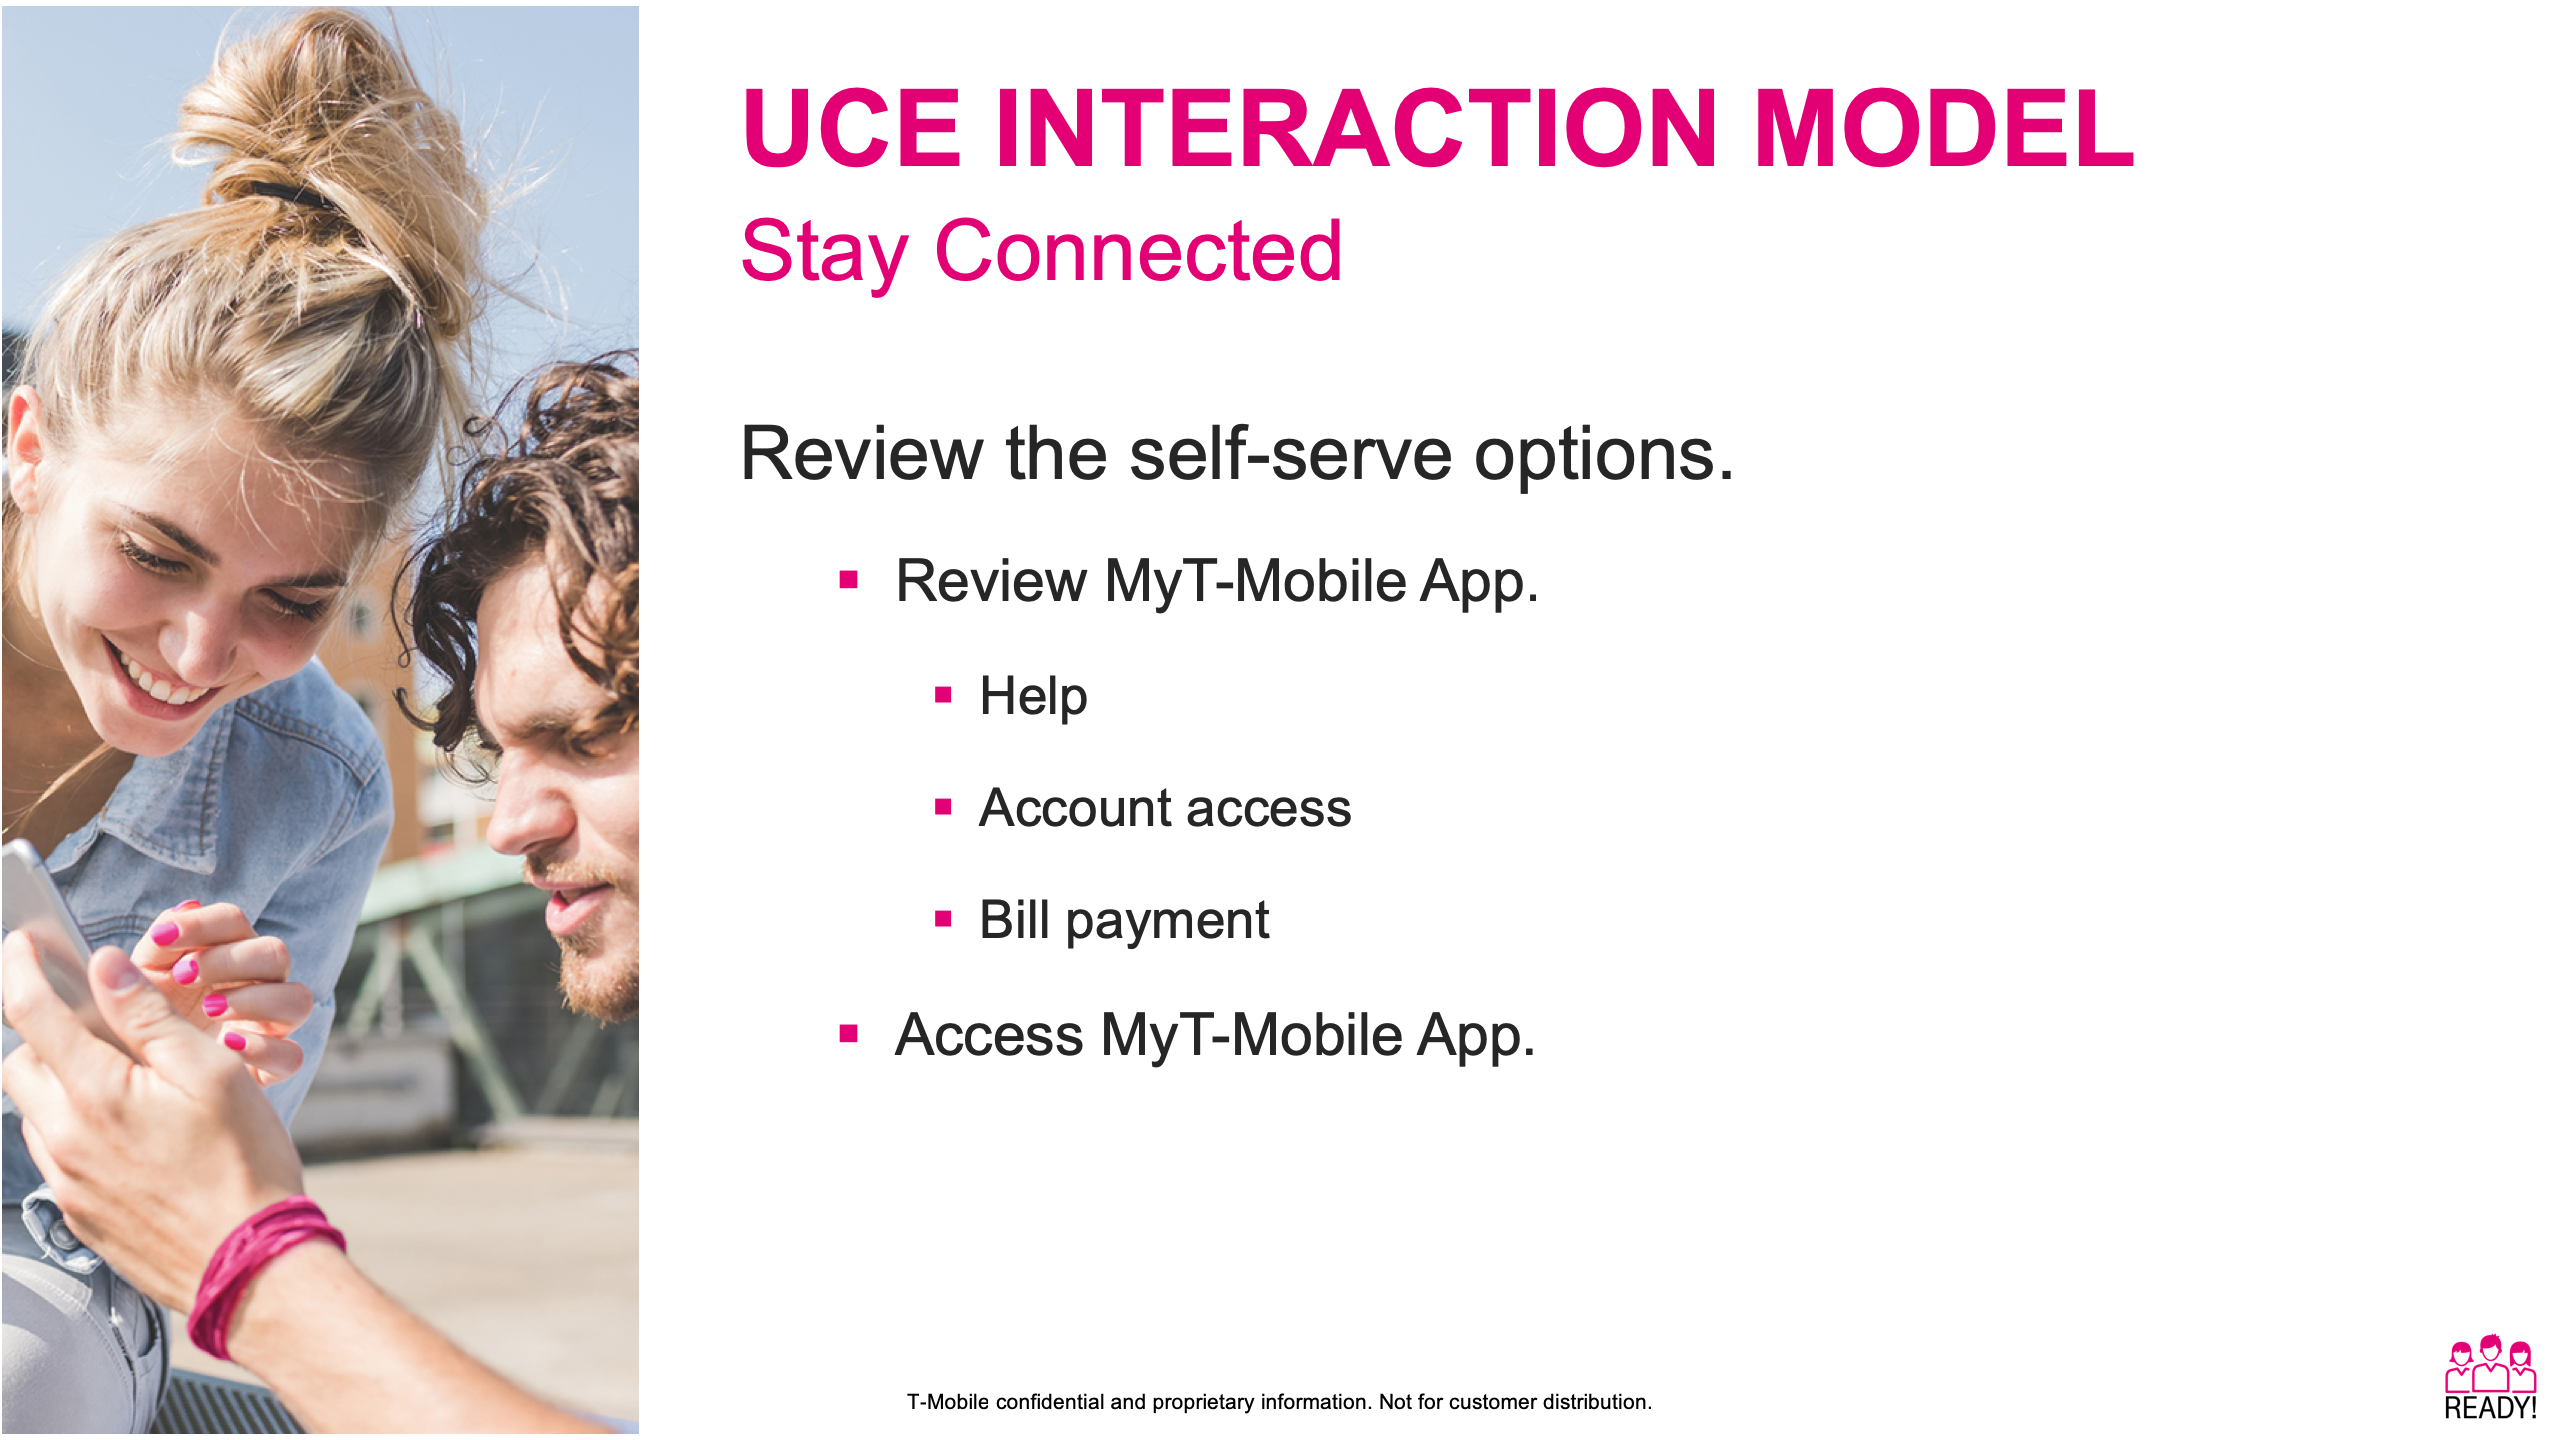 UCE INTERACTION MODEL
Stay Connected
Review the self-serve options.
Review MyT-Mobile App.
Help
Account access
Bill payment
Access MyT-Mobile App.
T-Mobile confidential and proprietary information. Not for customer distribution.
READY!